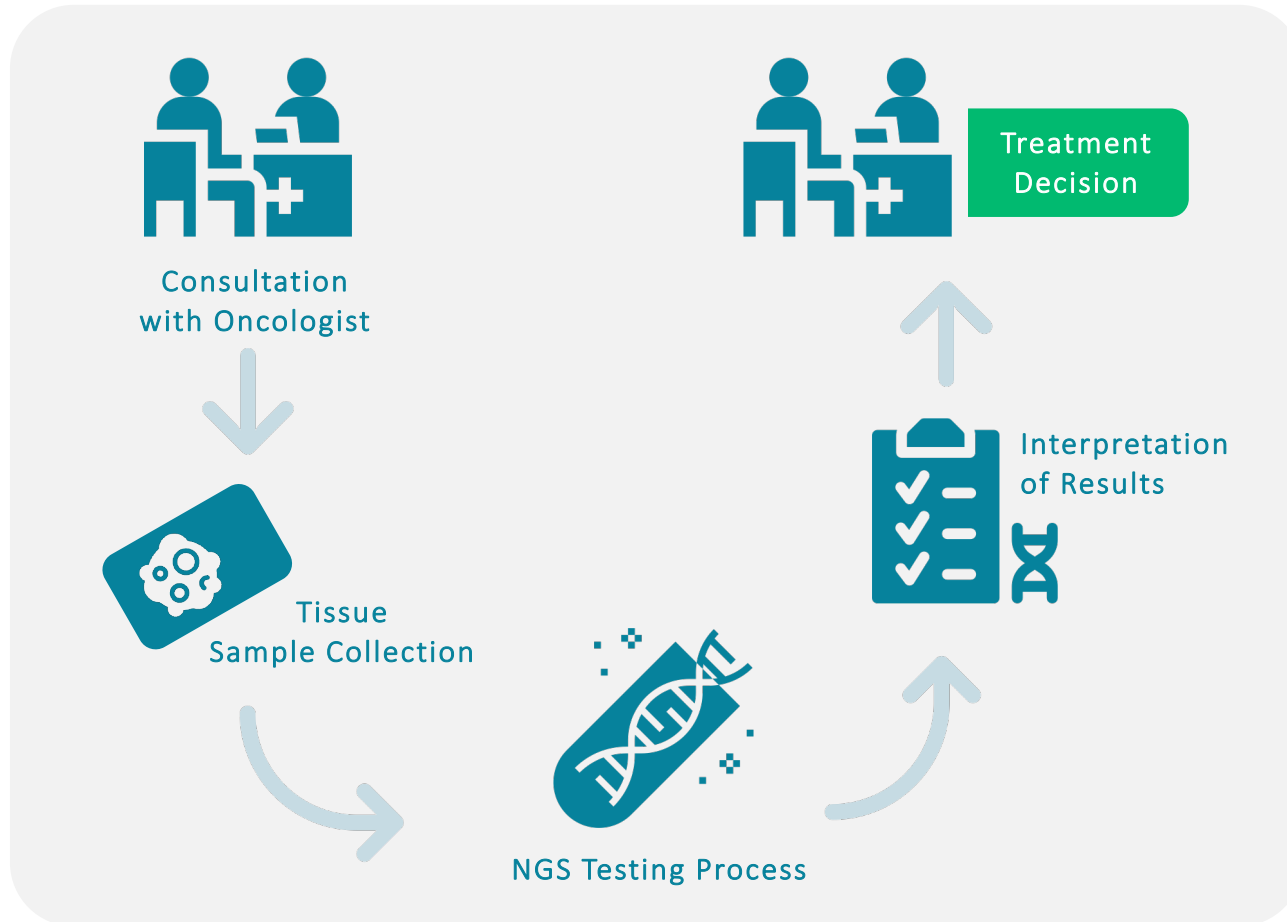 Consultation
with Oncologist
Tissue
Sample Collection
NGS Testing Process
Interpretation
of Results
Treatment
Decision